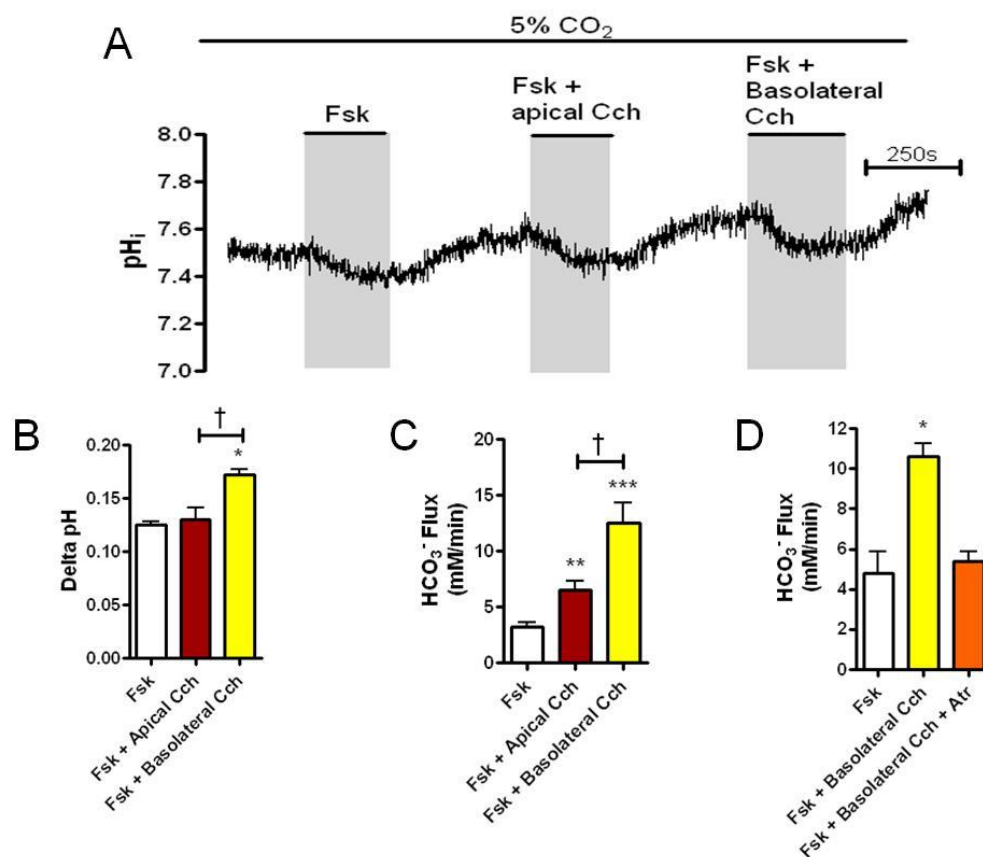 A
5% CO₂
Fsk
Fsk +
apical Cch
Fsk +
Basolateral
Cch
250s
pHᵢ
8.0
7.8
7.6
7.4
7.2
7.0
B
†
*
Delta pH
0.20
0.15
0.10
0.05
0.00
Fsk
Fsk + Apical Cch
Fsk + Basolateral Cch
C
†
**
***
HCO₃⁻ Flux
(mM/min)
20
15
10
5
0
Fsk
Fsk + Apical Cch
Fsk + Basolateral Cch
D
*
HCO₃⁻ Flux
(mM/min)
12
10
8
6
4
2
0
Fsk
Fsk + Basolateral Cch
Fsk + Basolateral Cch + Atr